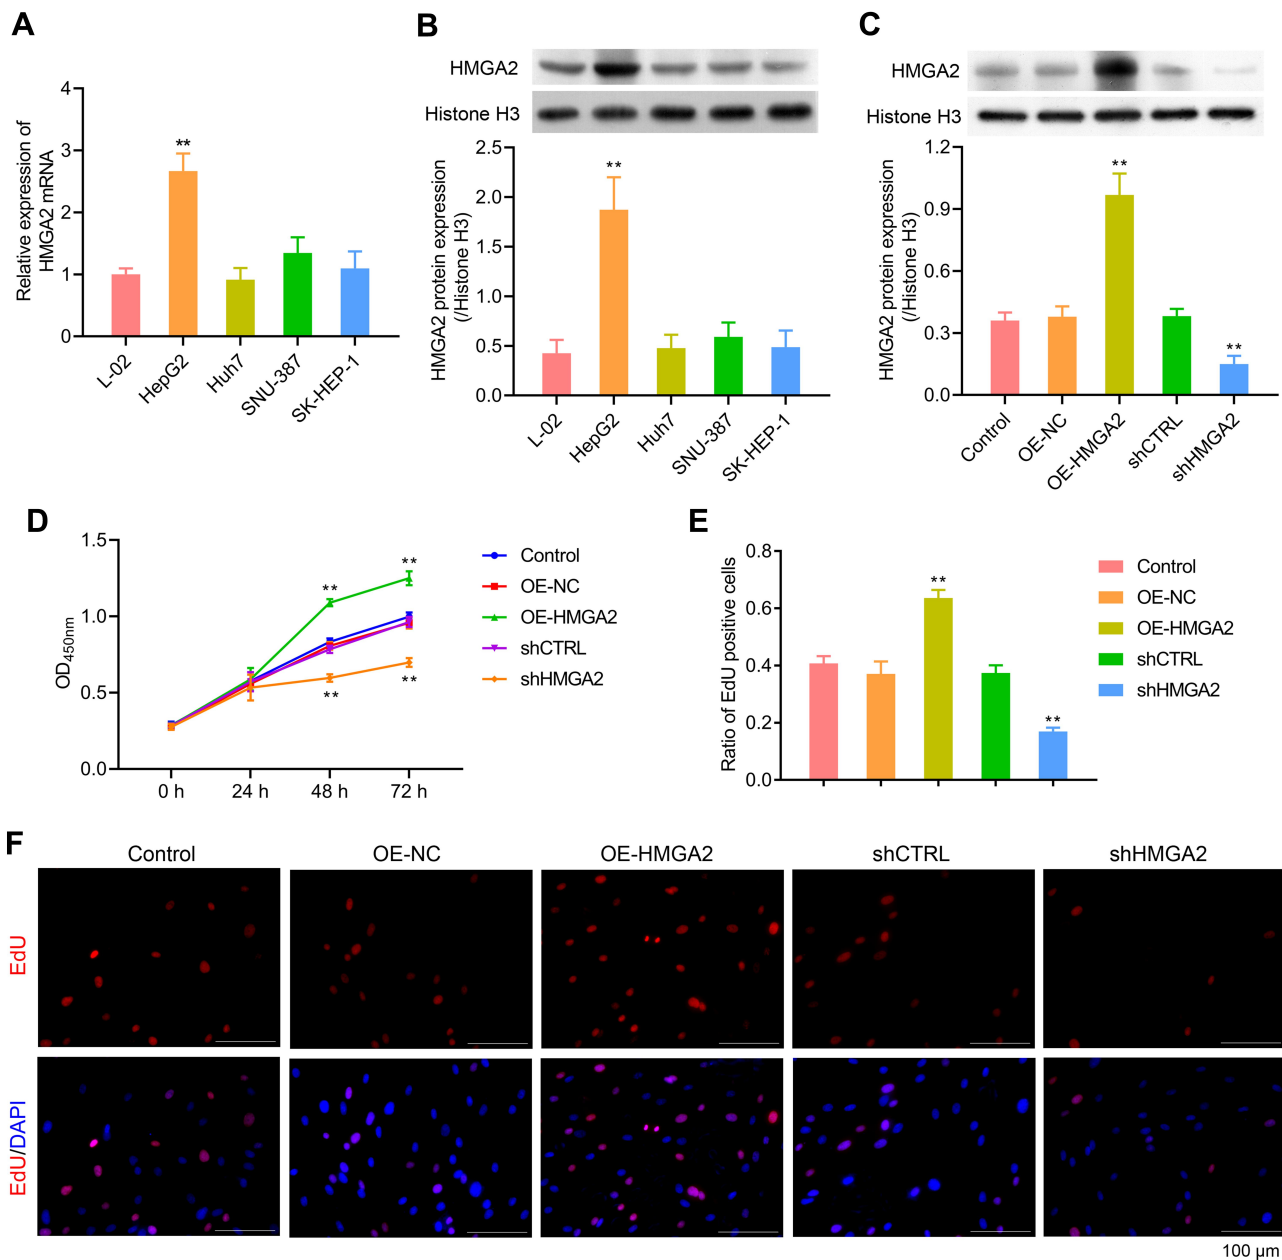 A
Relative expression of
HMGA2 mRNA
4
3
2
1
0
**
L-02
HepG2
Huh7
SNU-387
SK-HEP-1
B
HMGA2
Histone H3
HMGA2 protein expression
(/Histone H3)
2.5
2.0
1.5
1.0
0.5
0.0
**
L-02
HepG2
Huh7
SNU-387
SK-HEP-1
C
HMGA2
Histone H3
HMGA2 protein expression
(/Histone H3)
1.2
0.9
0.6
0.3
0.0
**
**
Control
OE-NC
OE-HMGA2
shCTRL
shHMGA2
D
OD450nm
1.5
1.0
0.5
0.0
**
**
**
**
0 h
24 h
48 h
72 h
Control
OE-NC
OE-HMGA2
shCTRL
shHMGA2
E
Ratio of EdU positive cells
0.8
0.6
0.4
0.2
0.0
**
**
Control
OE-NC
OE-HMGA2
shCTRL
shHMGA2
F
Control
OE-NC
OE-HMGA2
shCTRL
shHMGA2
EdU
EdU/DAPI
100 μm